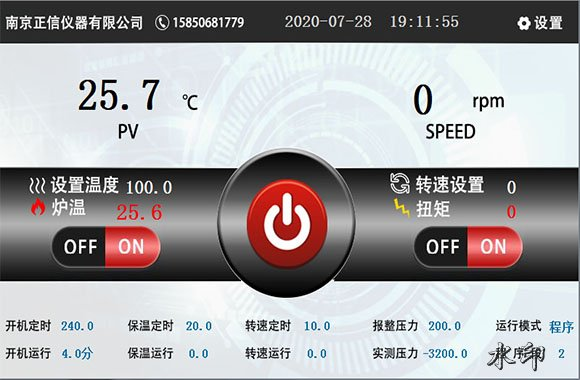 南京正信仪器有限公司 15850681779 2020-07-28 19:11:55 设置
25.7 ℃ 0 rpm
PV SPEED
设置温度 100.0 转速设置 0
炉温 25.6 扭矩 0
OFF ON OFF ON
开机定时 240.0 保温定时 20.0 转速定时 10.0 报整压力 200.0 运行模式 程序
开机运行 4.0分 保温运行 0.0 转速运行 0.0 实测压力 -3200.0 序 2
水印